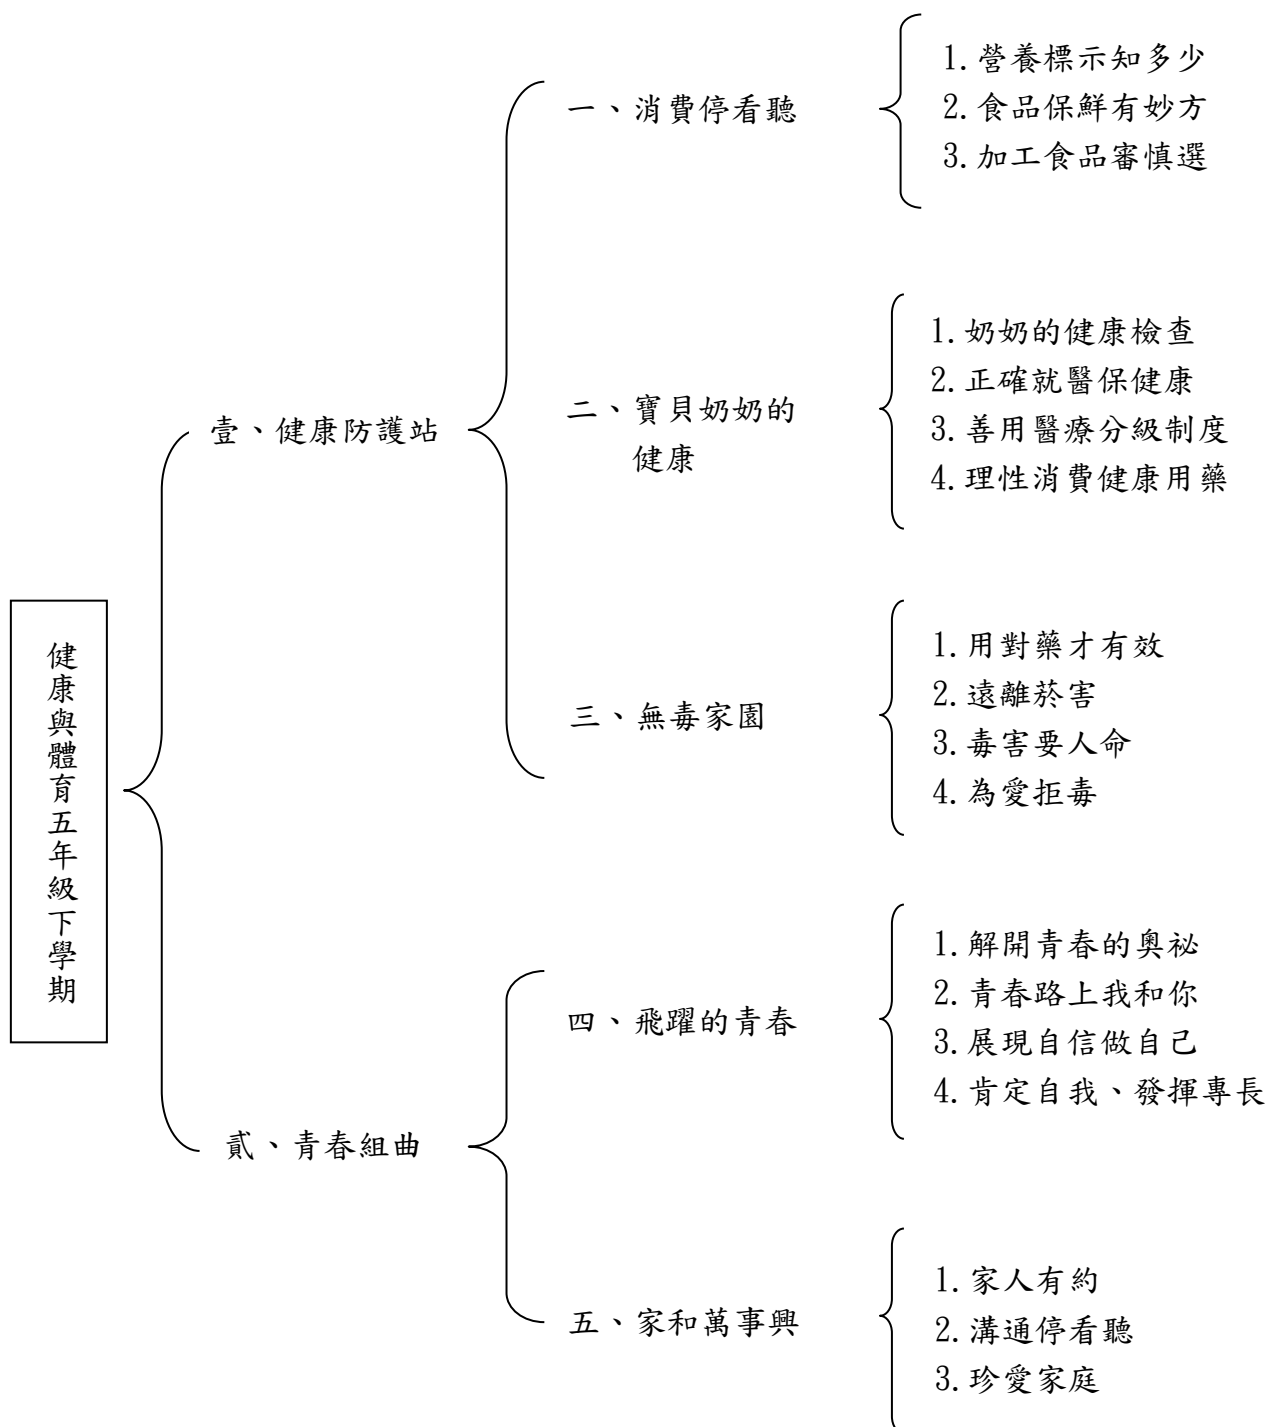 健康與體育五年級下學期
壹、健康防護站
一、消費停看聽
1.營養標示知多少
2.食品保鮮有妙方
3.加工食品審慎選
二、寶貝奶奶的
健康
1.奶奶的健康檢查
2.正確就醫保健康
3.善用醫療分級制度
4.理性消費健康用藥
三、無毒家園
1.用對藥才有效
2.遠離菸害
3.毒害要人命
4.為愛拒毒
貳、青春組曲
四、飛躍的青春
1.解開青春的奧祕
2.青春路上我和你
3.展現自信做自己
4.肯定自我、發揮專長
五、家和萬事興
1.家人有約
2.溝通停看聽
3.珍愛家庭